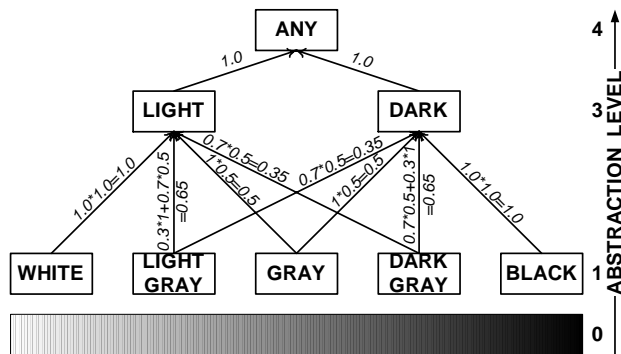 ANY
4
1.0
1.0
LIGHT
DARK
3
1.0*1.0=1.0
0.3*1+0.7*0.5
=0.65
1*0.5=0.5
0.7*0.5=0.35
0.7*0.5=0.35
1*0.5=0.5
0.7*0.5+0.3*1
=0.65
1.0*1.0=1.0
WHITE
LIGHT
GRAY
GRAY
DARK
GRAY
BLACK
1
0
ABSTRACTION LEVEL